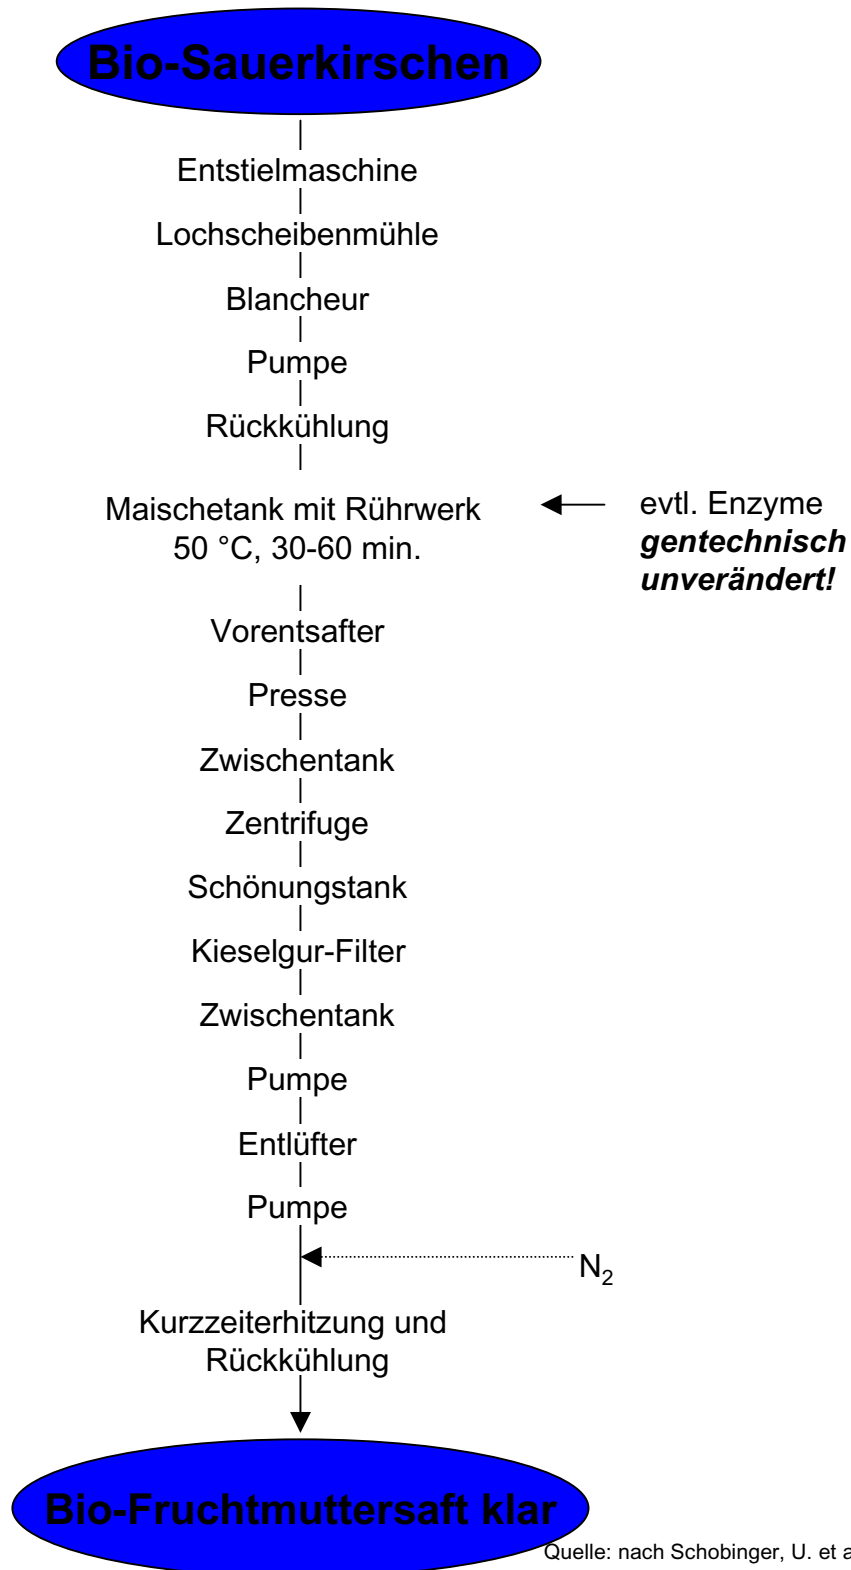 Bio-Sauerkirschen
Entstielmaschine
Lochscheibenmühle
Blancheur
Pumpe
Rückkühlung
Maischetank mit Rührwerk
50 °C, 30-60 min.
evtl. Enzyme
gentechnisch
unverändert!
Vorentsafter
Presse
Zwischentank
Zentrifuge
Schönungstank
Kieselgur-Filter
Zwischentank
Pumpe
Entlüfter
Pumpe
N₂
Kurzzeiterhitzung und
Rückkühlung
Bio-Fruchtmuttersaft klar
Quelle: nach Schobinger, U. et a